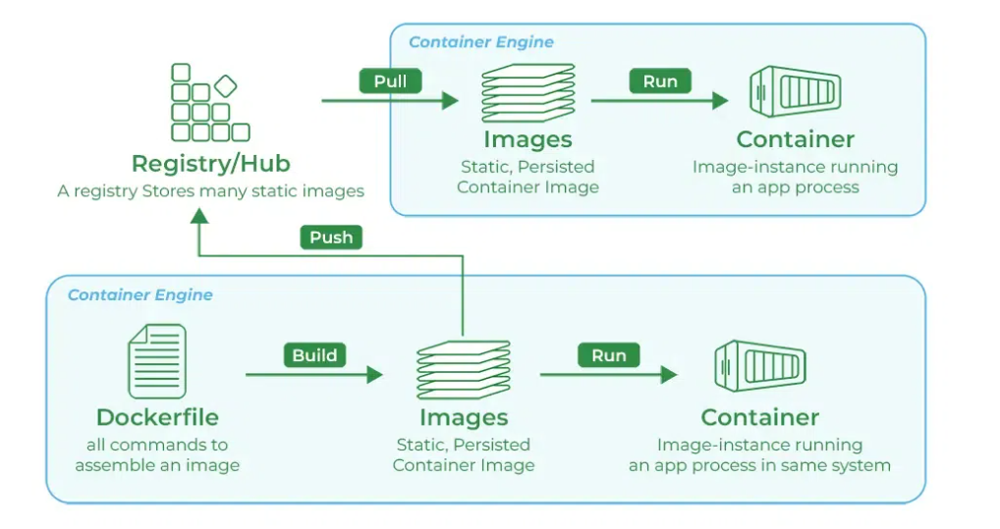 Container Engine
Pull
Run
Images
Static, Persisted
Container Image
Container
Image-instance running
an app process
Registry/Hub
A registry Stores many static images
Push
Container Engine
Build
Run
Dockerfile
all commands to
assemble an image
Images
Static, Persisted
Container Image
Container
Image-instance running
an app process in same system